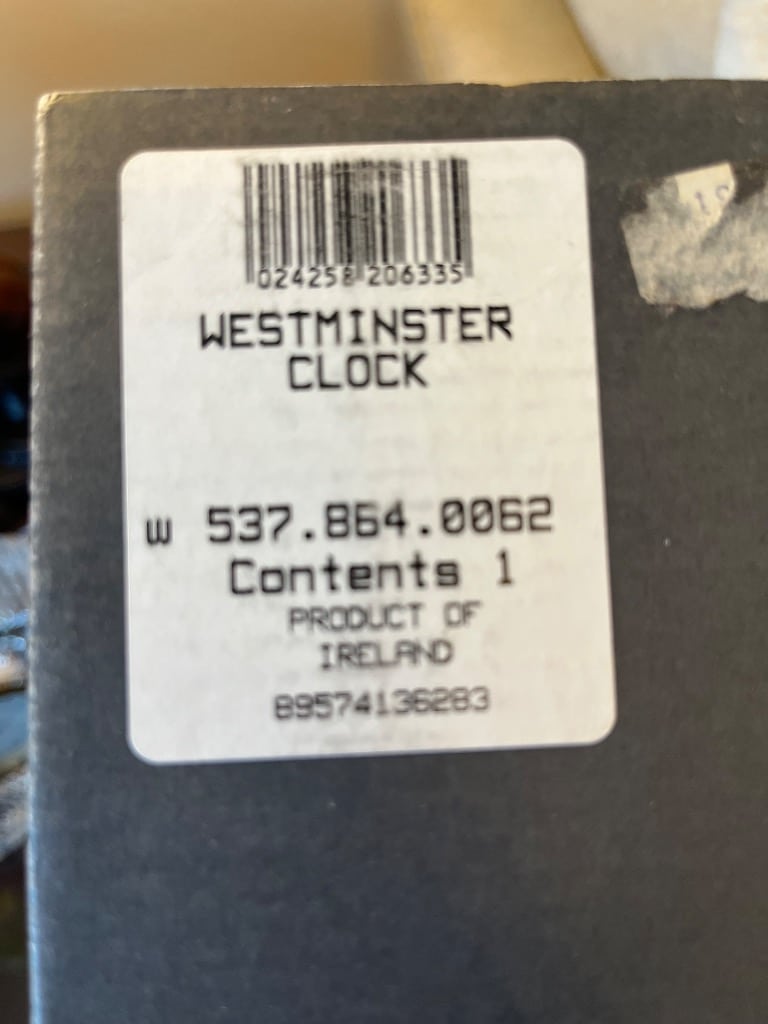 024258 206335
WESTMINSTER
CLOCK
w 537.864.0062
Contents 1
PRODUCT OF
IRELAND
89574136283